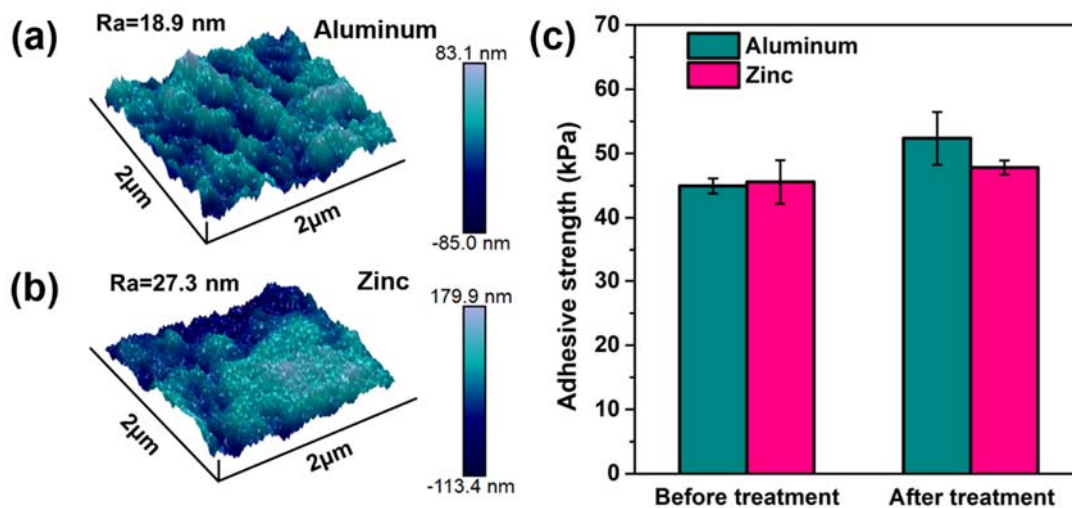 (a)
Ra=18.9 nm
Aluminum
83.1 nm
-85.0 nm
2μm
2μm
(b)
Ra=27.3 nm
Zinc
179.9 nm
-113.4 nm
2μm
2μm
(c)
Aluminum
Zinc
Adhesive strength (kPa)
70
60
50
40
30
20
10
0
Before treatment
After treatment